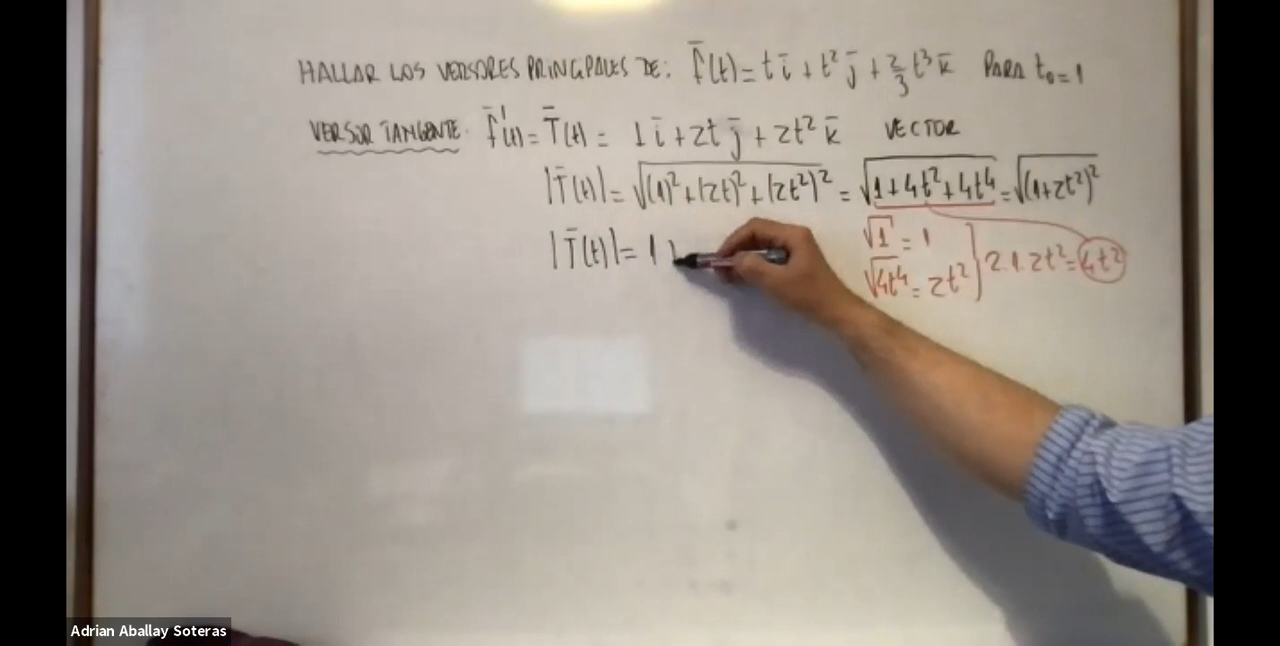 HALLAR LOS VERSORES PRINCIPALES DE: f̄(t) = t ī + t² j̄ + 2/3 t³ k̄ PARA t₀=1
VERSOR TANGENTE. f̄'(t) = T̄(t) = 1 ī + 2t j̄ + 2t² k̄ VECTOR
|T̄(t)| = √((1)² + (2t)² + (2t²)²) = √(1+4t²+4t⁴) = √((1+2t²)²)
|T̄(t)| = 1
√1 = 1
√4t⁴ = 2t² } 2.1.2t² = 4t²
Adrian Aballay Soteras